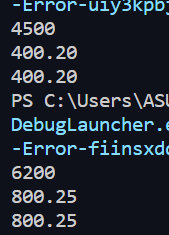 -Error-uiy3kpbj
4500
400.20
400.20
PS C:\Users\ASU
DebugLauncher.e
-Error-fiinsxdo
6200
800.25
800.25